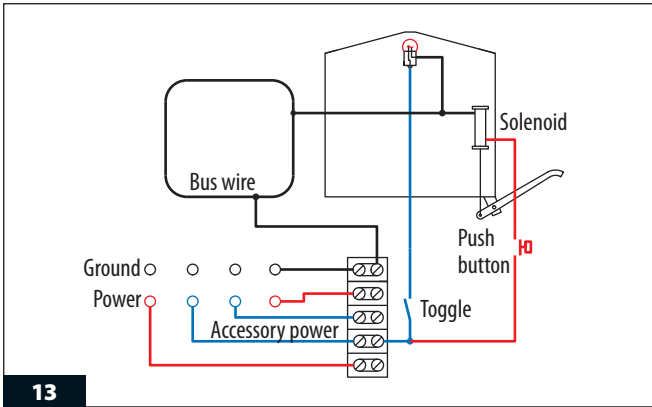 Solenoid
Bus wire
Push
button
Ground
Power
Toggle
Accessory power
13